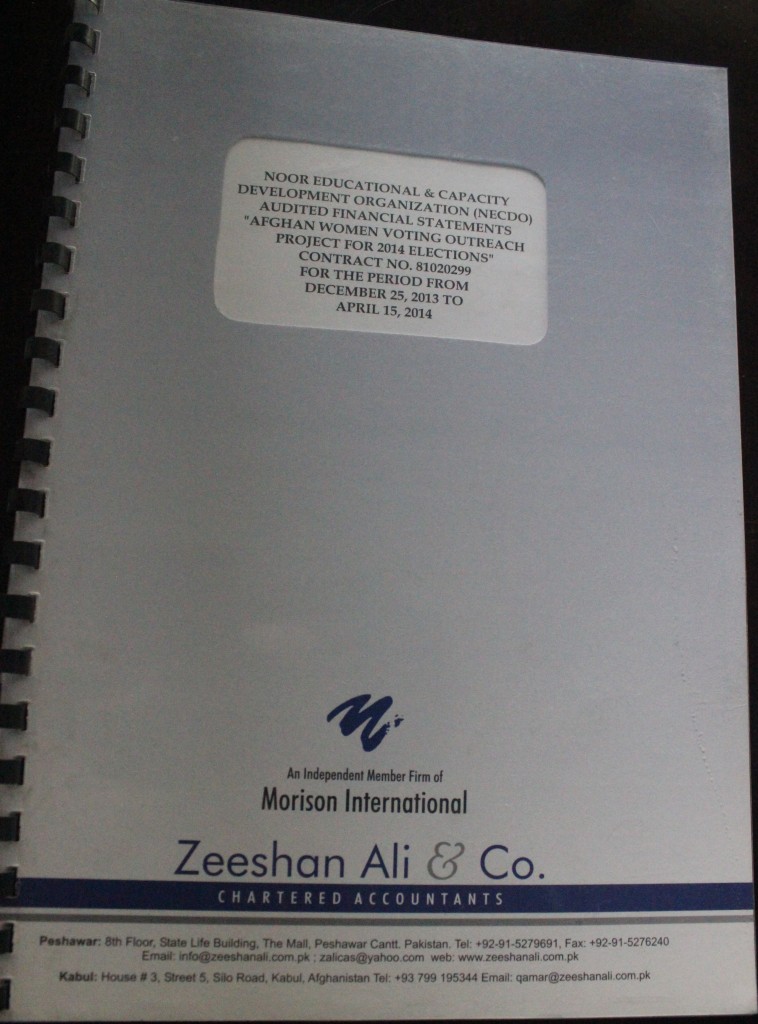 NOOR EDUCATIONAL & CAPACITY
DEVELOPMENT ORGANIZATION (NECDO)
AUDITED FINANCIAL STATEMENTS
"AFGHAN WOMEN VOTING OUTREACH
PROJECT FOR 2014 ELECTIONS"
CONTRACT NO. 81020299
FOR THE PERIOD FROM
DECEMBER 25, 2013 TO
APRIL 15, 2014
An Independent Member Firm of
Morison International
Zeeshan Ali & Co.
CHARTERED ACCOUNTANTS
Peshawar: 8th Floor, State Life Building, The Mall, Peshawar Cantt. Pakistan. Tel: +92-91-5279691, Fax: +92-91-5276240
Email: info@zeeshanali.com.pk ; zalicas@yahoo.com web: www.zeeshanali.com.pk
Kabul: House # 3, Street 5, Silo Road, Kabul, Afghanistan Tel: +93 799 195344 Email: qamar@zeeshanali.com.pk